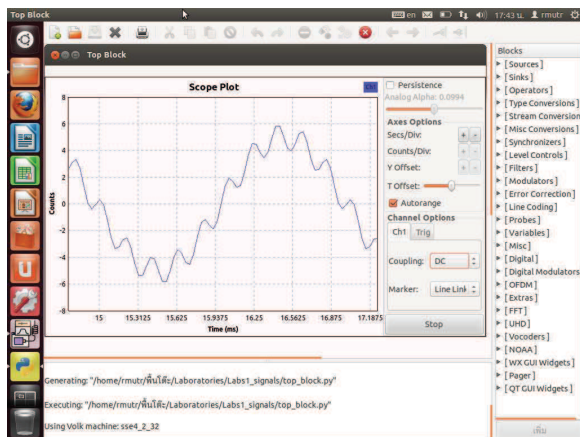 Top Block
en
17:43 น.
rmutr
Top Block
Scope Plot
Ch1
Counts
8
6
4
2
0
-2
-4
-6
-8
15
15.3125
15.625
15.9375
16.25
16.5625
16.875
17.1875
Time (ms)
Persistence
Analog Alpha: 0.0994
Axes Options
Secs/Div:
+
-
Counts/Div:
+
-
Y Offset:
+
-
T Offset:
Autorange
Channel Options
Ch1
Trig
Coupling:
DC
Marker:
Line Link
Stop
Blocks
[Sources]
[Sinks]
[Operators]
[Type Conversions]
[Stream Conversion
[Misc Conversions]
[Synchronizers]
[Level Controls]
[Filters]
[Modulators]
[Error Correction]
[Line Coding]
[Probes]
[Variables]
[Misc]
[Digital]
[Digital Modulators
[OFDM]
[Extras]
[FFT]
[UHD]
[Vocoders]
[NOAA]
[WX GUI Widgets]
[Pager]
[QT GUI Widgets]
เพิ่ม
Generating: "/home/rmutr/พื้นโต๊ะ/Laboratories/Labs1_signals/top_block.py"
Executing: "/home/rmutr/พื้นโต๊ะ/Laboratories/Labs1_signals/top_block.py"
Using Volk machine: sse4_2_32